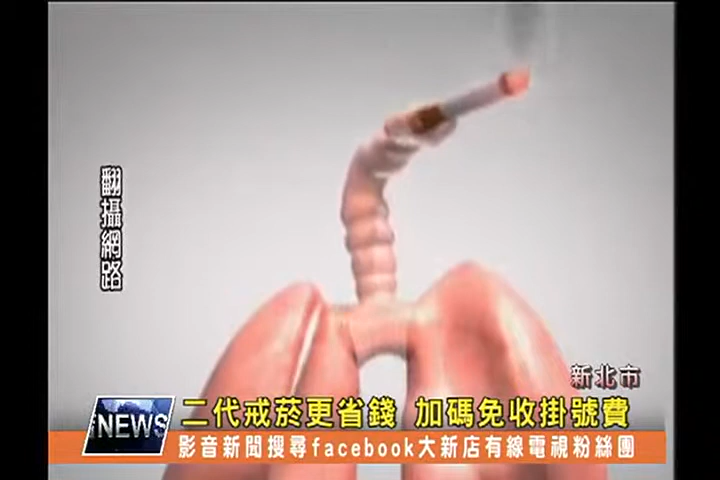 翻攝網路
新北市
NEWS
二代戒菸更省錢 加碼免收掛號費
影音新聞搜尋facebook大新店有線電視粉絲團